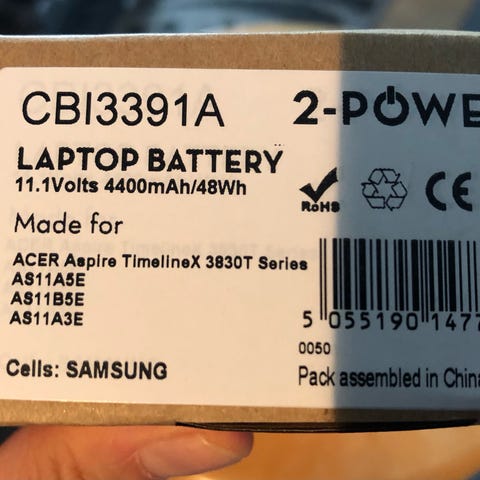 CBI3391A 2-POWE
LAPTOP BATTERY
11.1Volts 4400mAh/48Wh
RoHS CE
Made for
ACER Aspire TimelineX 3830T Series
AS11A5E
AS11B5E
AS11A3E
5 055190 1477
0050
Cells: SAMSUNG
Pack assembled in China